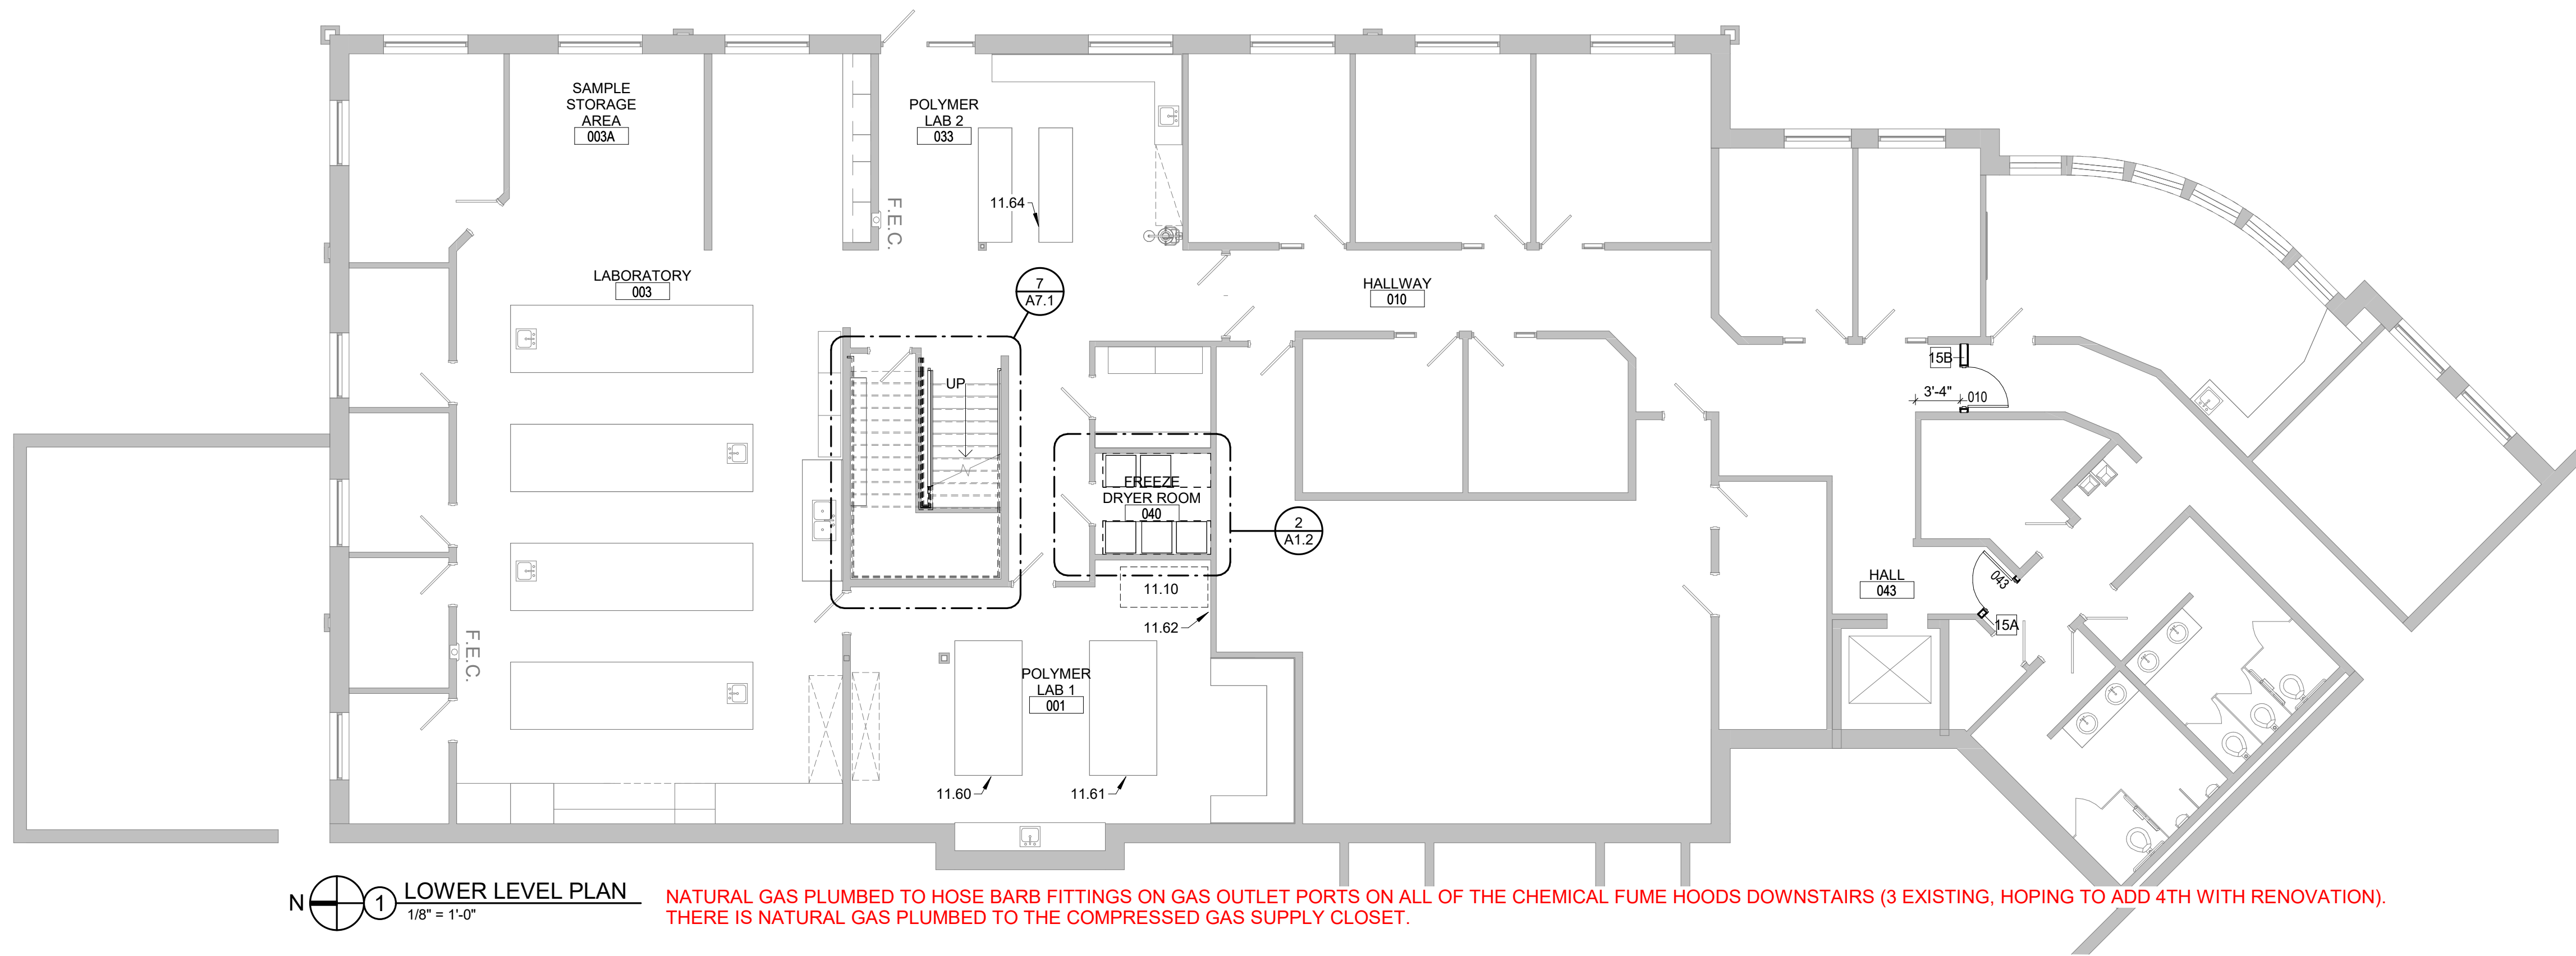 SAMPLE
STORAGE
AREA
003A
POLYMER
LAB 2
033
11.64
F.E.C.
LABORATORY
003
7
A7.1
HALLWAY
010
UP
15B
3'-4"
010
FREEZE
DRYER ROOM
040
2
A1.2
11.10
11.62
HALL
043
043
15A
F.E.C.
POLYMER
LAB 1
001
11.60
11.61
N
1
LOWER LEVEL PLAN
1/8" = 1'-0"
NATURAL GAS PLUMBED TO HOSE BARB FITTINGS ON GAS OUTLET PORTS ON ALL OF THE CHEMICAL FUME HOODS DOWNSTAIRS (3 EXISTING, HOPING TO ADD 4TH WITH RENOVATION).
THERE IS NATURAL GAS PLUMBED TO THE COMPRESSED GAS SUPPLY CLOSET.